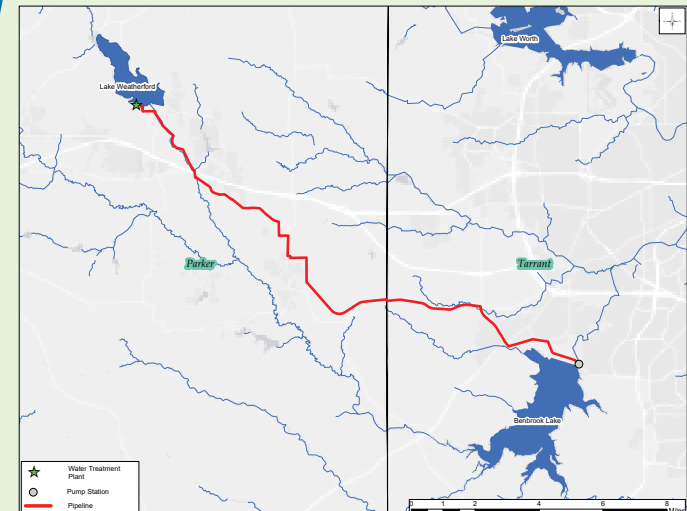 Lake Worth
Lake Weatherford
Parker
Tarrant
Benbrook Lake
Water Treatment
Plant
Pump Station
Pipeline
0 1 2 4 6 8
Miles